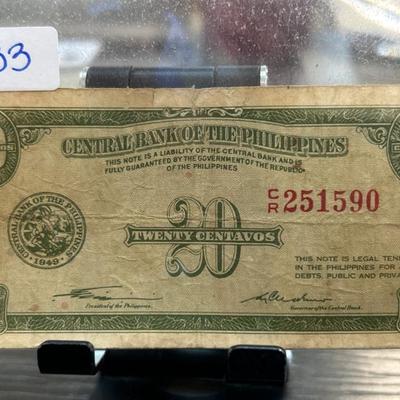 33
CENTRAL BANK OF THE PHILIPPINES
THIS NOTE IS A LIABILITY OF THE CENTRAL BANK AND IS
FULLY GUARANTEED BY THE GOVERNMENT OF THE REPUBLIC
OF THE PHILIPPINES
C/R 251590
20
TWENTY CENTAVOS
CENTRAL BANK OF THE PHILIPPINES
1949
THIS NOTE IS LEGAL TEN
IN THE PHILIPPINES FOR A
DEBTS, PUBLIC AND PRIVA
President of the Philippines
Governor of the Central Bank